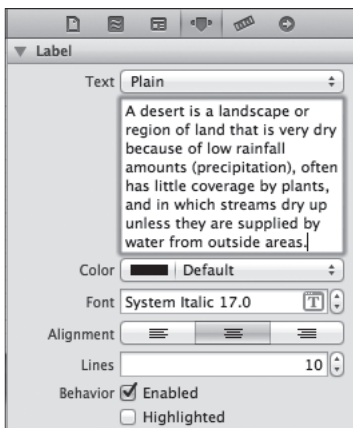 Label
Text Plain
A desert is a landscape or
region of land that is very dry
because of low rainfall
amounts (precipitation), often
has little coverage by plants,
and in which streams dry up
unless they are supplied by
water from outside areas.
Color Default
Font System Italic 17.0 T
Alignment
Lines 10
Behavior Enabled
Highlighted